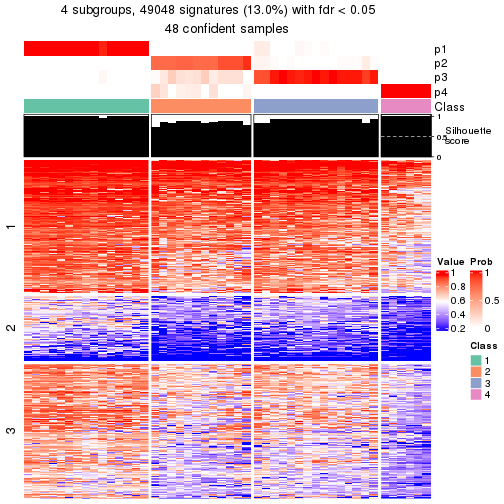 4 subgroups, 49048 signatures (13.0%) with fdr < 0.05
48 confident samples
p1
p2
p3
p4
Class
1
0.5
0
Silhouette
score
1
2
3
Value
1
0.8
0.6
0.4
0.2
Prob
1
0.5
0
Class
1
2
3
4